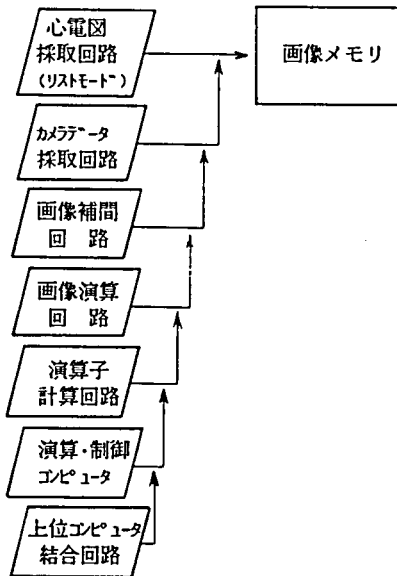 心電図
採取回路
(リストモード)
画像メモリ
カメラデータ
採取回路
画像補間
回 路
画像演算
回 路
演算子
計算回路
演算・制御
コンピュータ
上位コンピュータ
結合回路